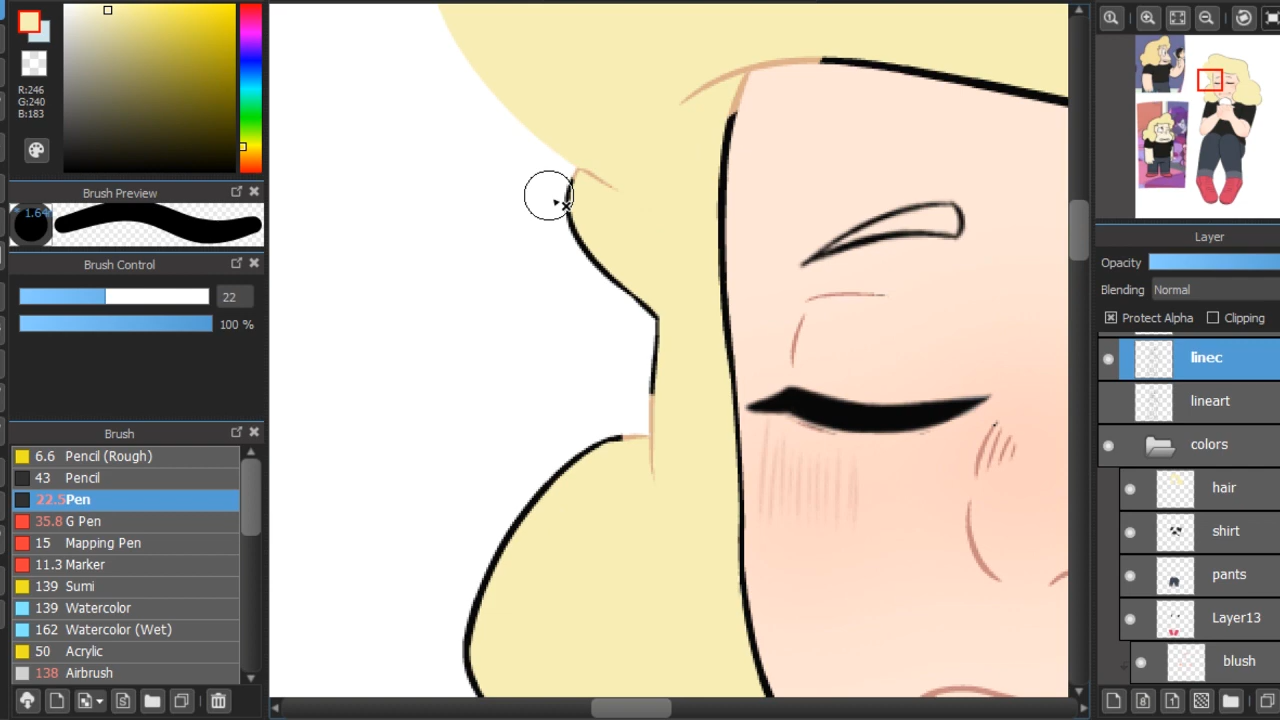 R:246
G:240
B:183
Brush Preview
1.64
Brush Control
22
100 %
Brush
6.6 Pencil (Rough)
43 Pencil
22.5 Pen
35.8 G Pen
15 Mapping Pen
11.3 Marker
139 Sumi
139 Watercolor
162 Watercolor (Wet)
50 Acrylic
138 Airbrush
Layer
Opacity
Blending Normal
Protect Alpha Clipping
linec
lineart
colors
hair
shirt
pants
Layer13
blush